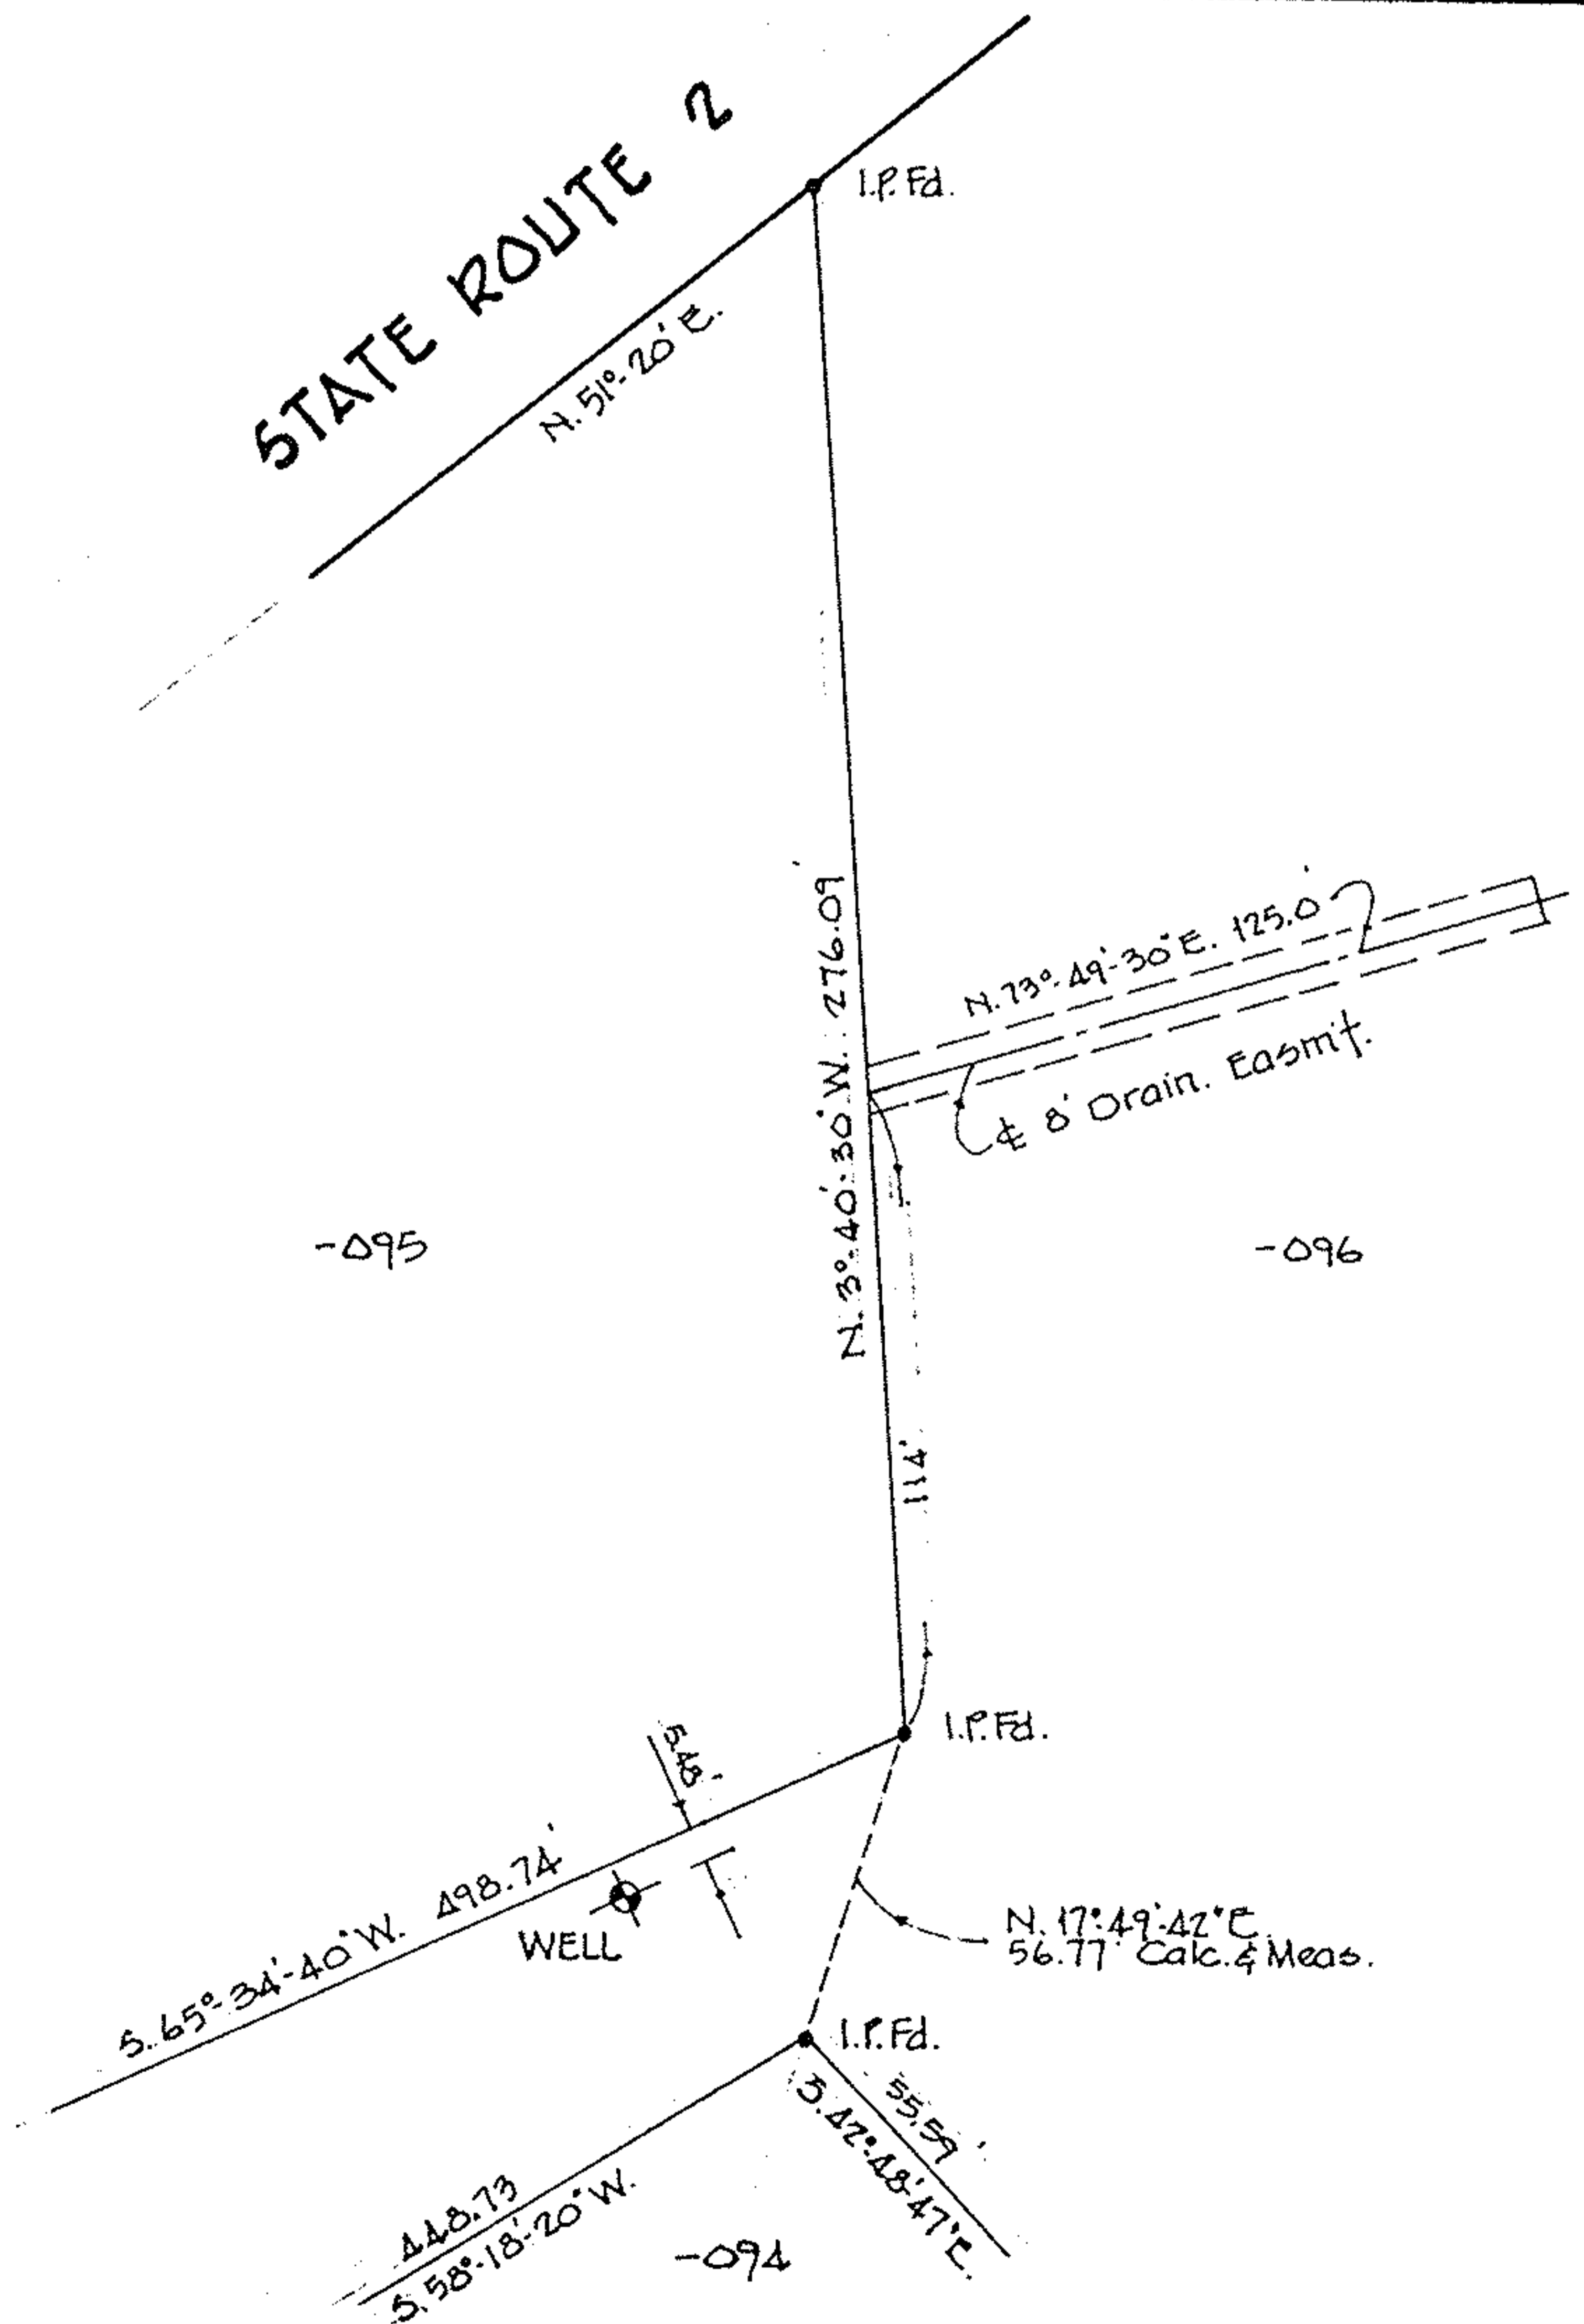 STATE ROUTE 2
I.P. Fd.
N. 51°-20' E.
N. 3°-40'-30" W. 276.09'
N. 73°-49'-30" E. 125.0'
℄ 8' Drain. Easm't.
-095
-096
114'
I.P. Fd.
5.48'
S. 65°-34'-40" W. 498.74'
WELL
N. 17°-49'-42" E.
56.77' Calc. & Meas.
I.P. Fd.
55.59'
S. 42°-48'-47" E.
448.73
S. 58°-18'-20" W.
-094